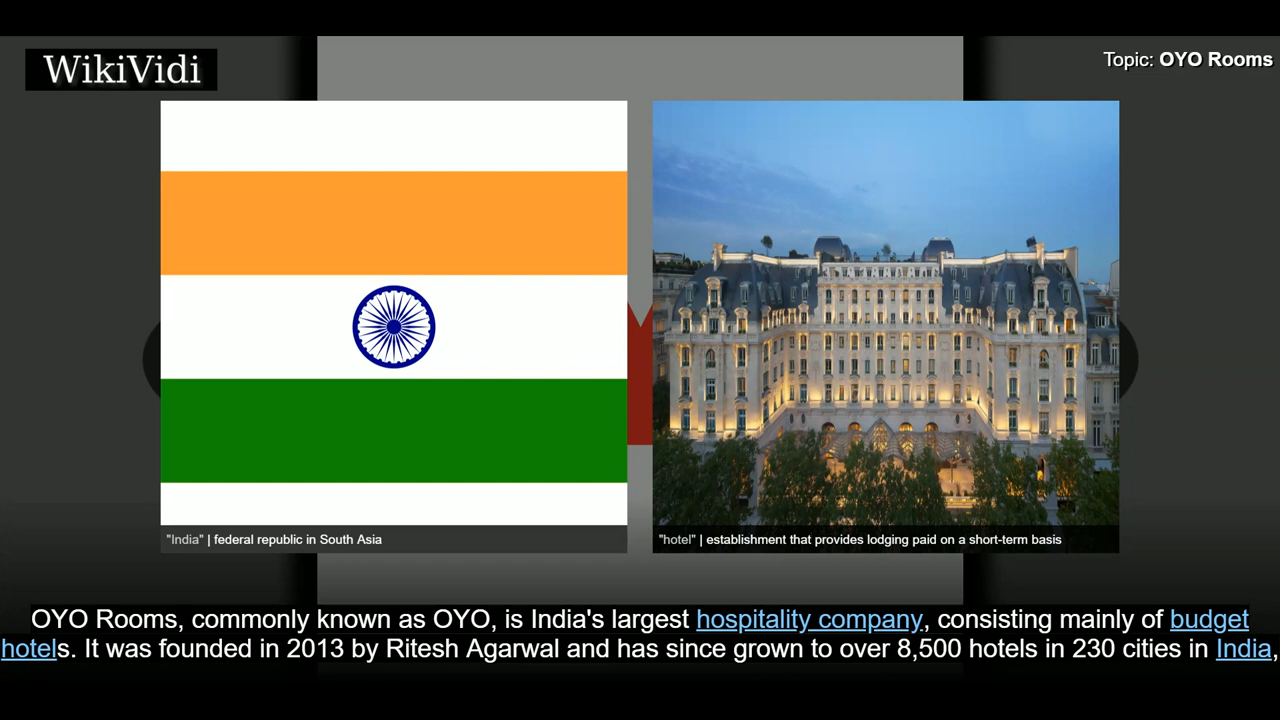 WikiVidi
Topic: OYO Rooms
"India" | federal republic in South Asia
"hotel" | establishment that provides lodging paid on a short-term basis
OYO Rooms, commonly known as OYO, is India's largest hospitality company, consisting mainly of budget
hotels. It was founded in 2013 by Ritesh Agarwal and has since grown to over 8,500 hotels in 230 cities in India,